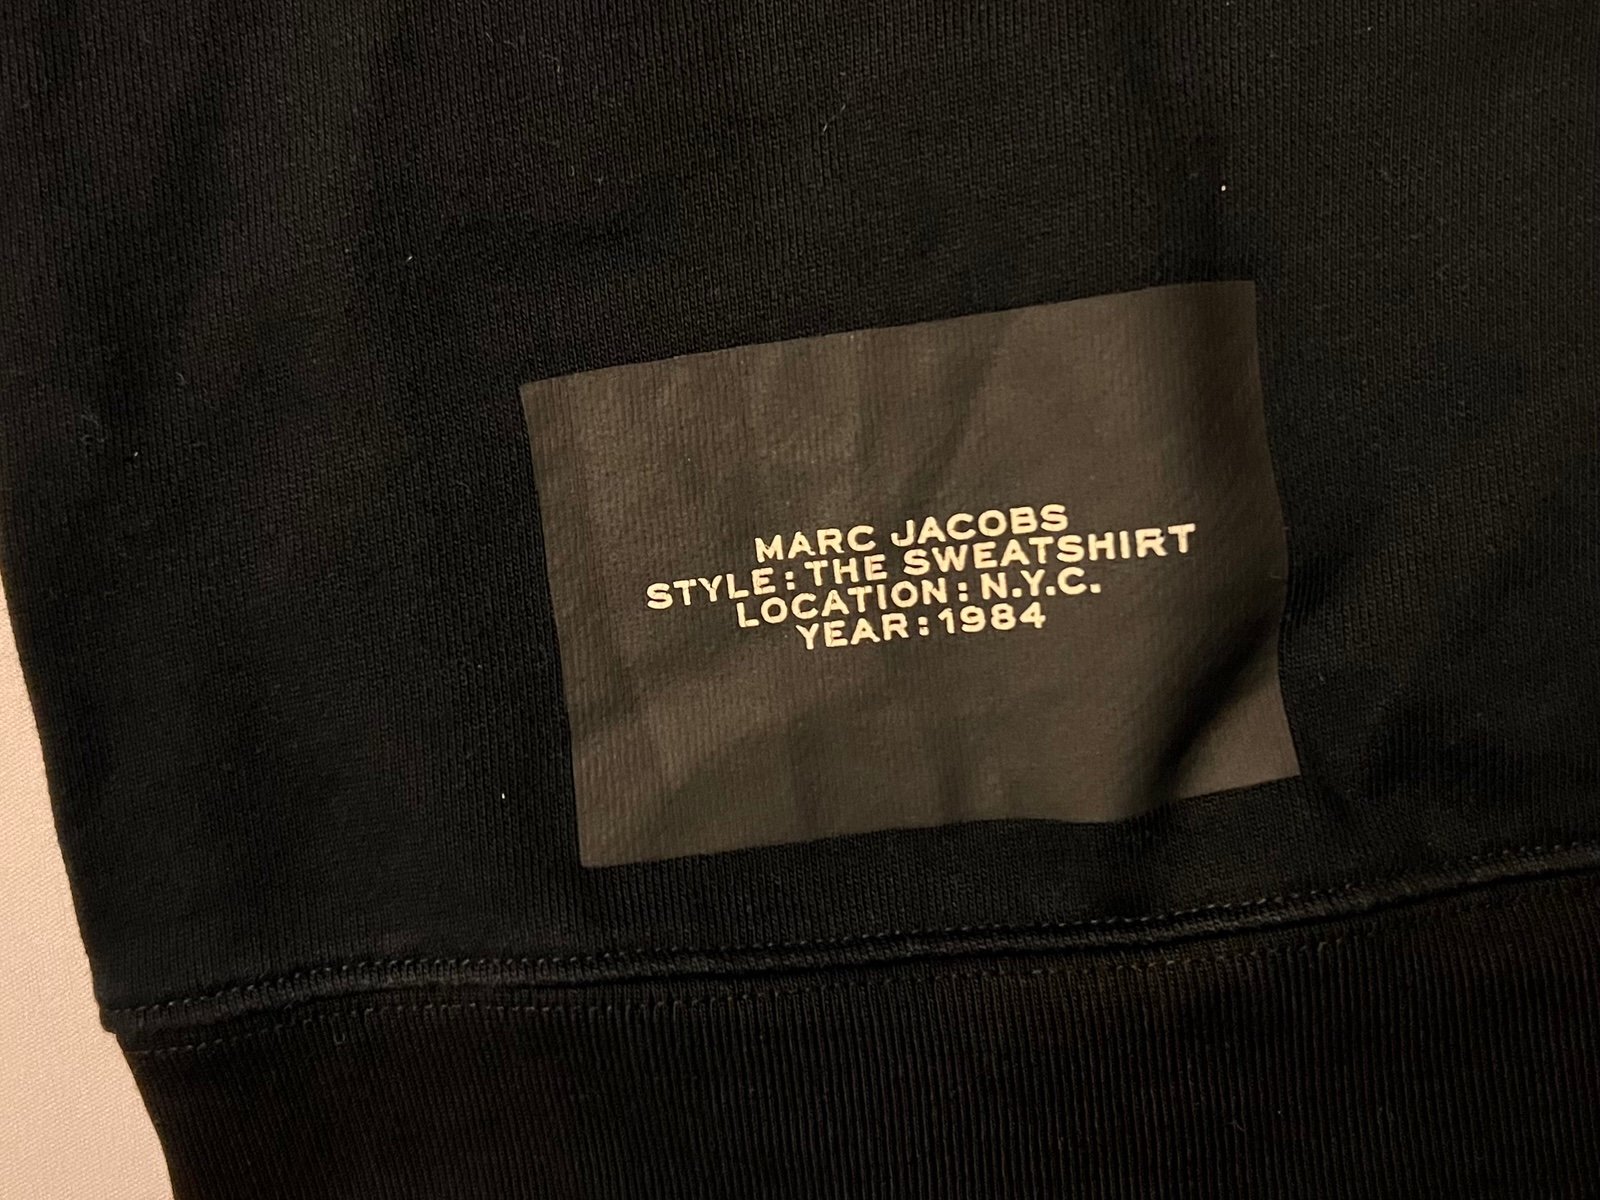 MARC JACOBS
STYLE: THE SWEATSHIRT
LOCATION: N.Y.C.
YEAR: 1984